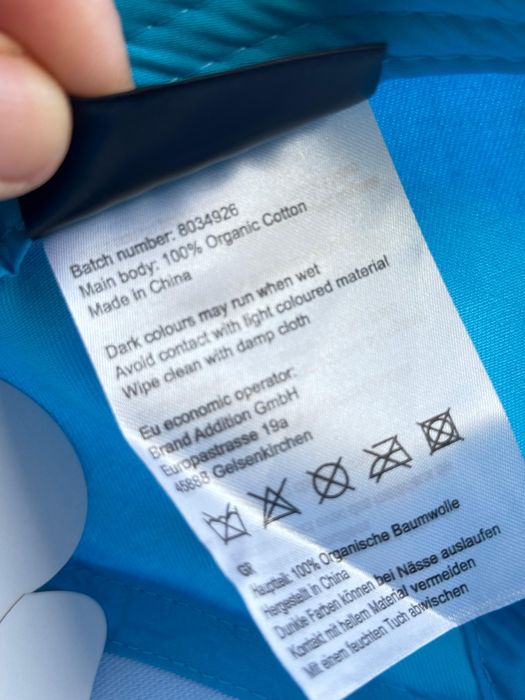 Batch number: 8034926
Main body: 100% Organic Cotton
Made in China
Dark colours may run when wet
Avoid contact with light coloured material
Wipe clean with damp cloth
Eu economic operator:
Brand Addition GmbH
Europastrasse 19a
Gelsenkirchen
GR
Hauptteil: 100% Organische Baumwolle
Hergestellt in China
Dunkle Farben können bei Nässe auslaufen
Kontakt mit hellem Material vermeiden
Mit einem feuchten Tuch abwischen